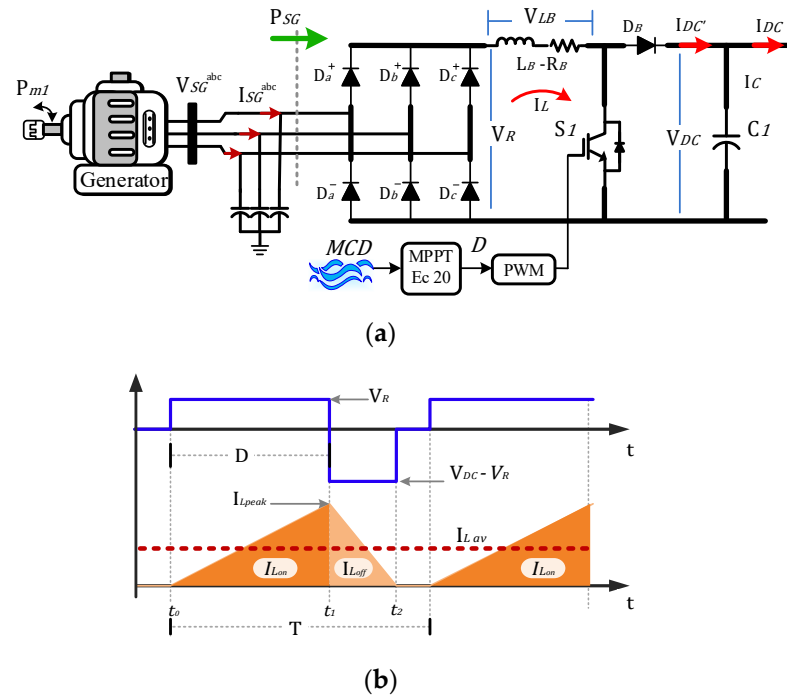 P_SG
V_LB
D_B
I_DC'
I_DC
P_m1
V_SG^abc
I_SG^abc
D_a^+
D_b^+
D_c^+
L_B - R_B
I_L
I_C
V_R
S1
V_DC
C1
Generator
D_a^-
D_b^-
D_c^-
MCD
MPPT
Ec 20
D
PWM
(a)
V_R
t
D
V_DC - V_R
I_Lpeak
I_L av
I_Lon
I_Loff
I_Lon
t
t_0
t_1
t_2
T
(b)